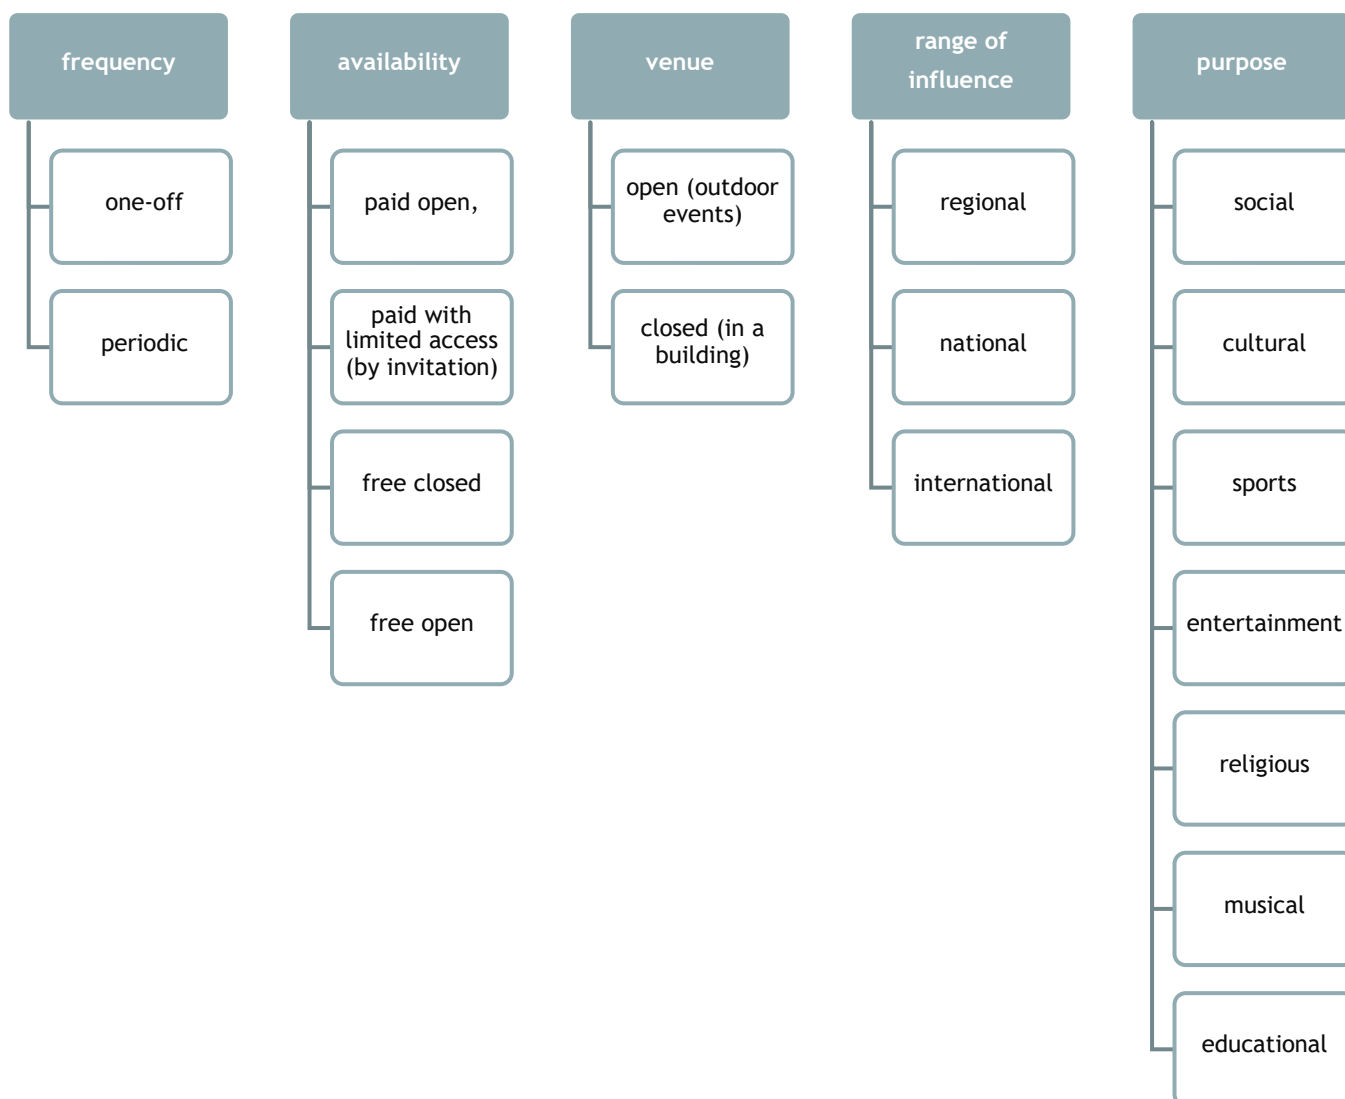 frequency
one-off
periodic
availability
paid open,
paid with
limited access
(by invitation)
free closed
free open
venue
open (outdoor
events)
closed (in a
building)
range of
influence
regional
national
international
purpose
social
cultural
sports
entertainment
religious
musical
educational